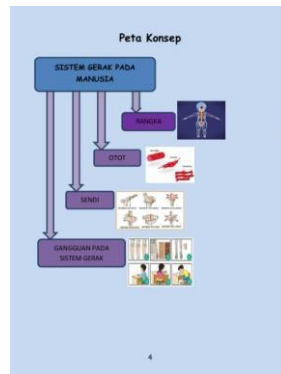 Peta Konsep
SISTEM GERAK PADA
MANUSIA
RANGKA
OTOT
SENDI
GANGGUAN PADA
SISTEM GERAK
4